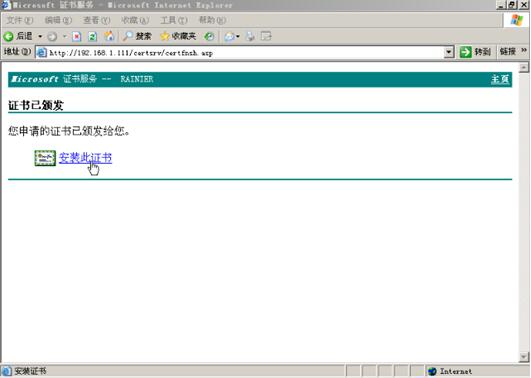 Microsoft 证书服务 - Microsoft Internet Explorer
文件(F) 编辑(E) 查看(V) 收藏(A) 工具(T) 帮助(H)
后退 搜索 收藏夹
地址(D) http://192.168.1.111/certsrv/certfnsh.asp 转到 链接 »
Microsoft 证书服务 -- RAINIER 主页
证书已颁发
您申请的证书已颁发给您。
安装此证书
安装证书 Internet